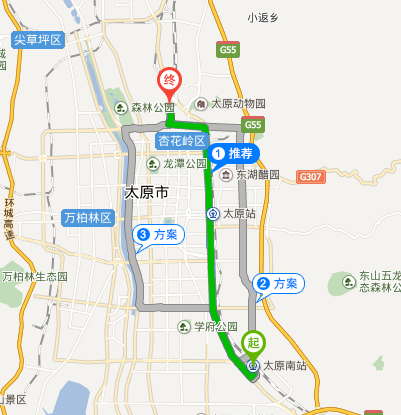 小返乡
尖草坪区
G55
终
森林公园
太原动物园
G55
杏花岭区
1 推荐
龙潭公园
东湖醋园
G307
太原市
环城高速
万柏林区
太原站
3 方案
万柏林生态园
2 方案
东山五龙
态森林公
学府公园
起
太原南站
景区